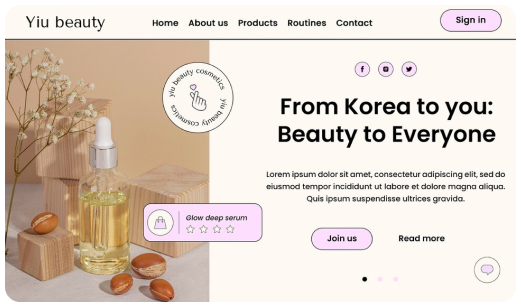 Yiu beauty
Home About us Products Routines Contact
Sign in
yiu beauty cosmetics yiu beauty cosmetics
From Korea to you:
Beauty to Everyone
Lorem ipsum dolor sit amet, consectetur adipiscing elit, sed do
eiusmod tempor incididunt ut labore et dolore magna aliqua.
Quis ipsum suspendisse ultrices gravida.
Glow deep serum
Join us
Read more